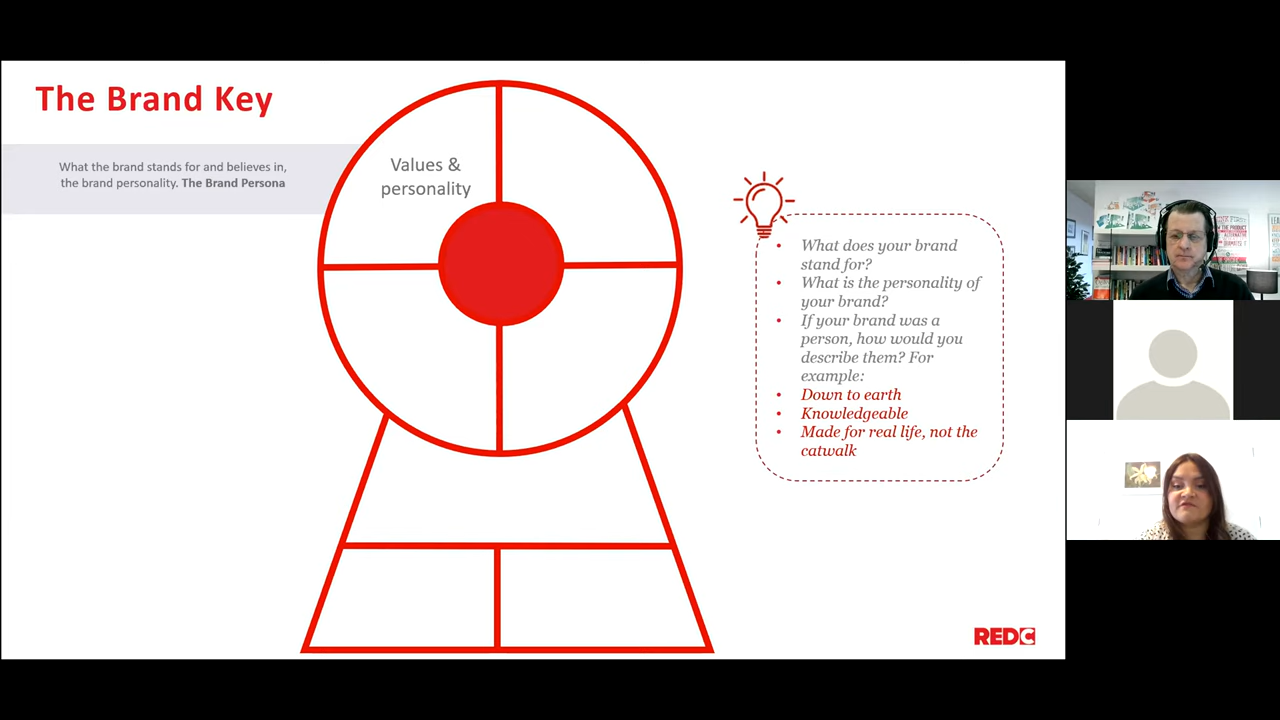 The Brand Key
What the brand stands for and believes in,
the brand personality. The Brand Persona
Values &
personality
• What does your brand
stand for?
• What is the personality of
your brand?
• If your brand was a
person, how would you
describe them? For
example:
• Down to earth
• Knowledgeable
• Made for real life, not the
catwalk
REDC